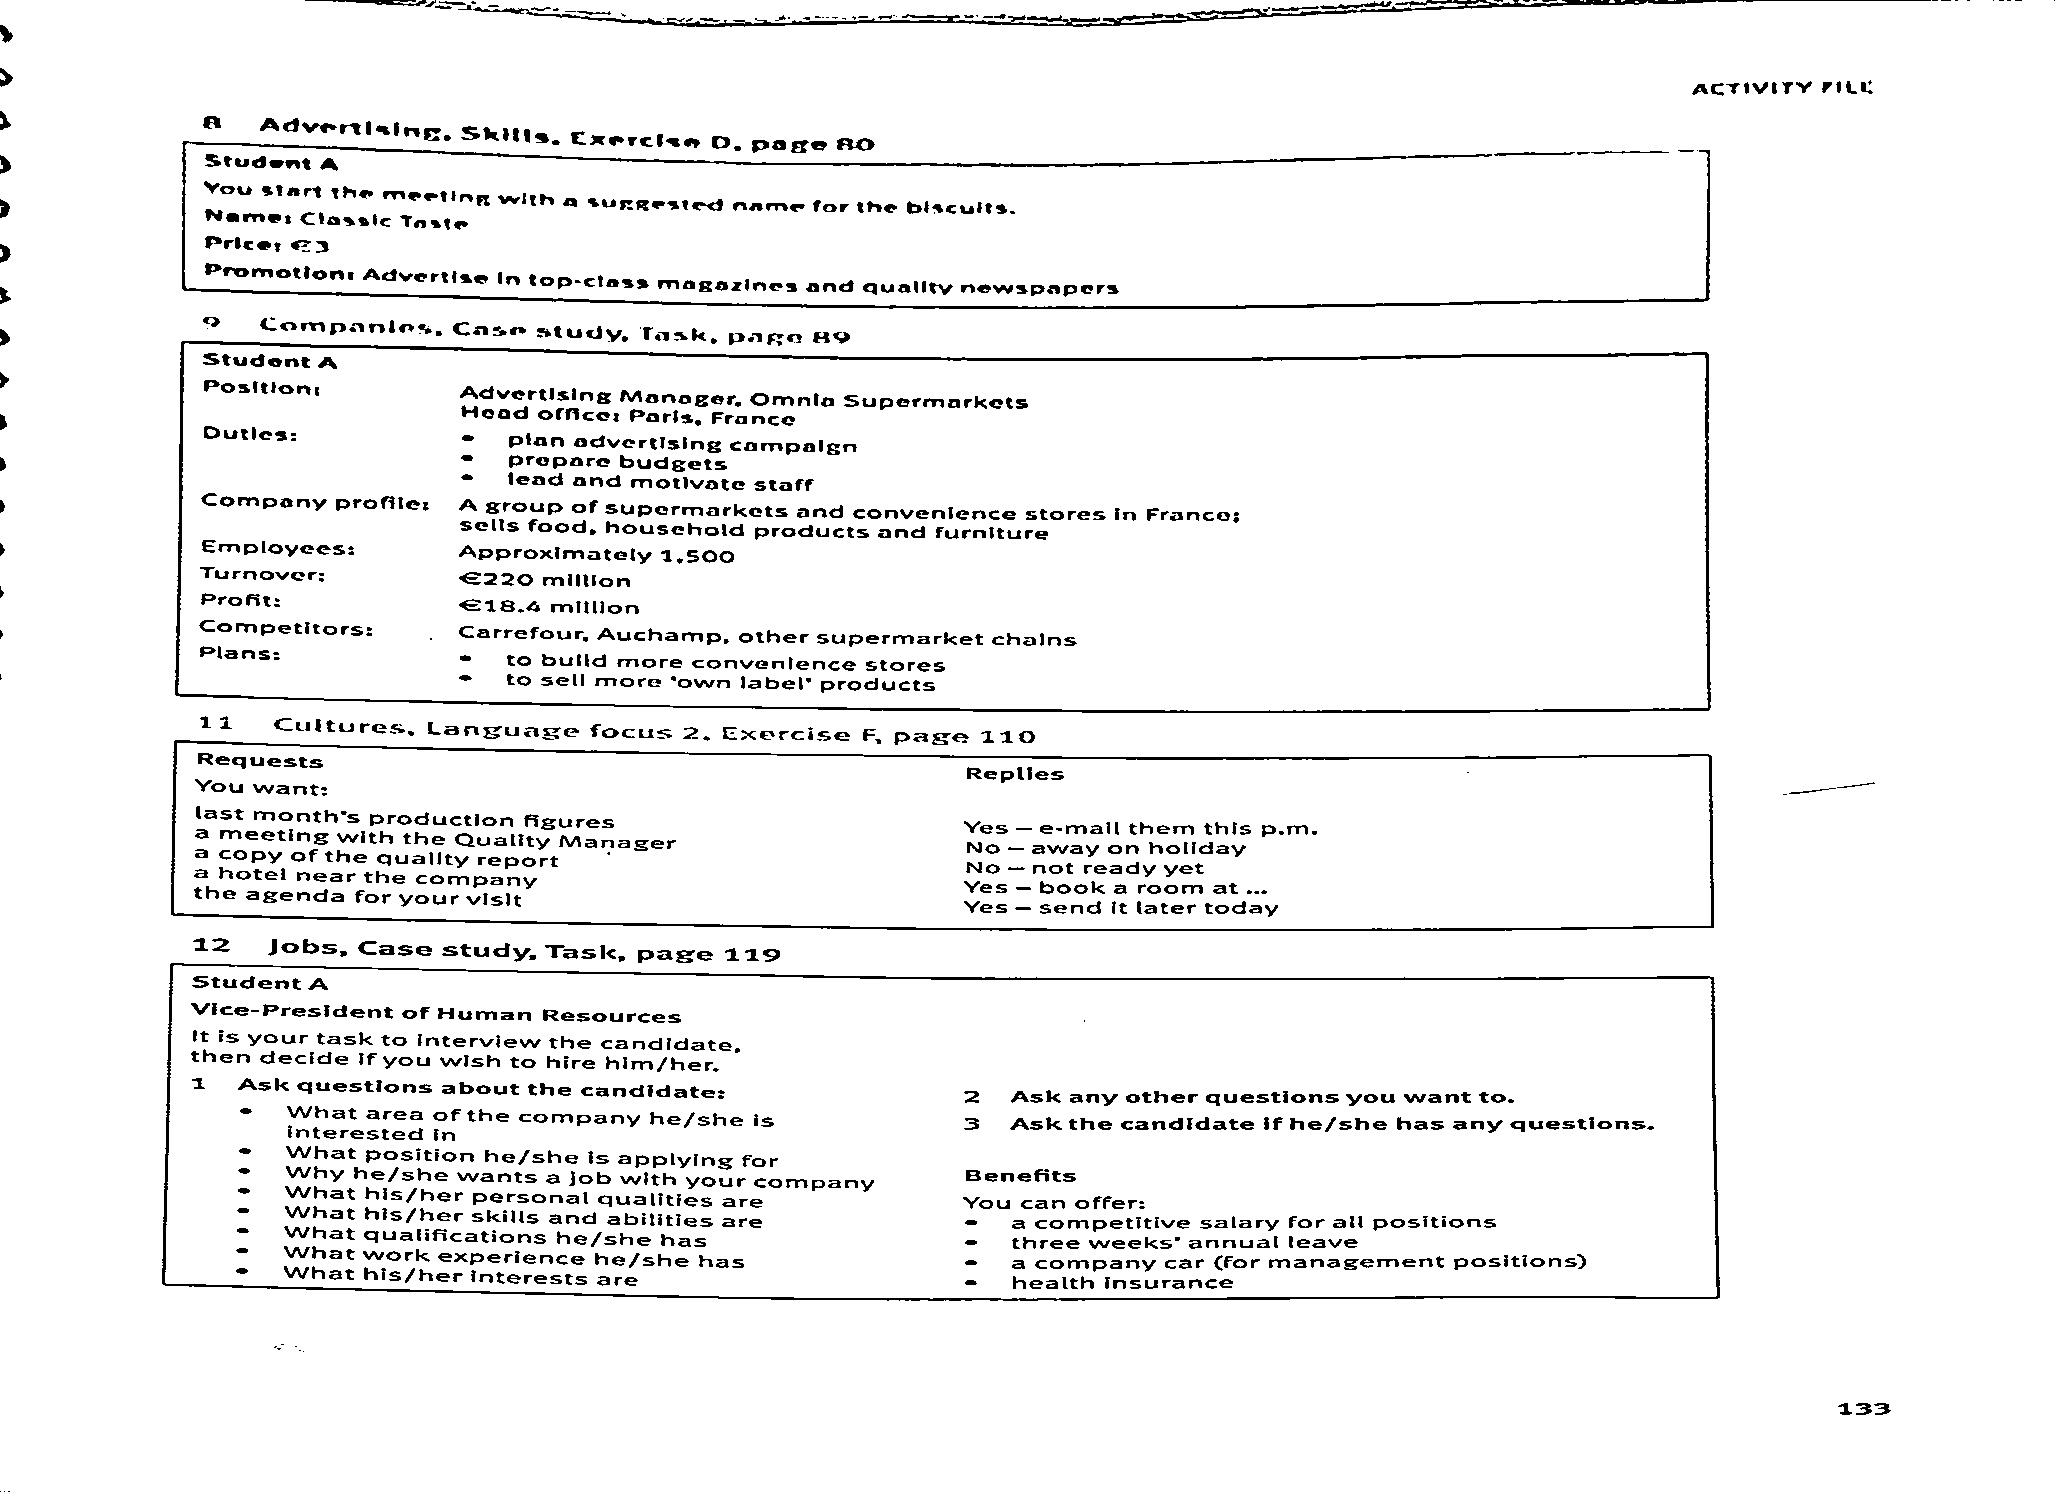 ACTIVITY FILE
8 Advertising, Skills, Exercise D, page 80
Student A
You start the meeting with a suggested name for the biscuits.
Name: Classic Taste
Price: €3
Promotion: Advertise in top-class magazines and quality newspapers
9 Companies, Case study, Task, page 89
Student A
Position: Advertising Manager, Omnia Supermarkets
Head office: Paris, France
Duties: • plan advertising campaign
• prepare budgets
• lead and motivate staff
Company profile: A group of supermarkets and convenience stores in France;
sells food, household products and furniture
Employees: Approximately 1,500
Turnover: €220 million
Profit: €18.4 million
Competitors: Carrefour, Auchamp, other supermarket chains
Plans: • to build more convenience stores
• to sell more 'own label' products
11 Cultures, Language focus 2, Exercise F, page 110
Requests
You want:
last month's production figures
a meeting with the Quality Manager
a copy of the quality report
a hotel near the company
the agenda for your visit
Replies
Yes – e-mail them this p.m.
No – away on holiday
No – not ready yet
Yes – book a room at ...
Yes – send it later today
12 Jobs, Case study, Task, page 119
Student A
Vice-President of Human Resources
It is your task to interview the candidate,
then decide if you wish to hire him/her.
1 Ask questions about the candidate:
• What area of the company he/she is
interested in
• What position he/she is applying for
• Why he/she wants a job with your company
• What his/her personal qualities are
• What his/her skills and abilities are
• What qualifications he/she has
• What work experience he/she has
• What his/her interests are
2 Ask any other questions you want to.
3 Ask the candidate if he/she has any questions.
Benefits
You can offer:
• a competitive salary for all positions
• three weeks' annual leave
• a company car (for management positions)
• health insurance
133